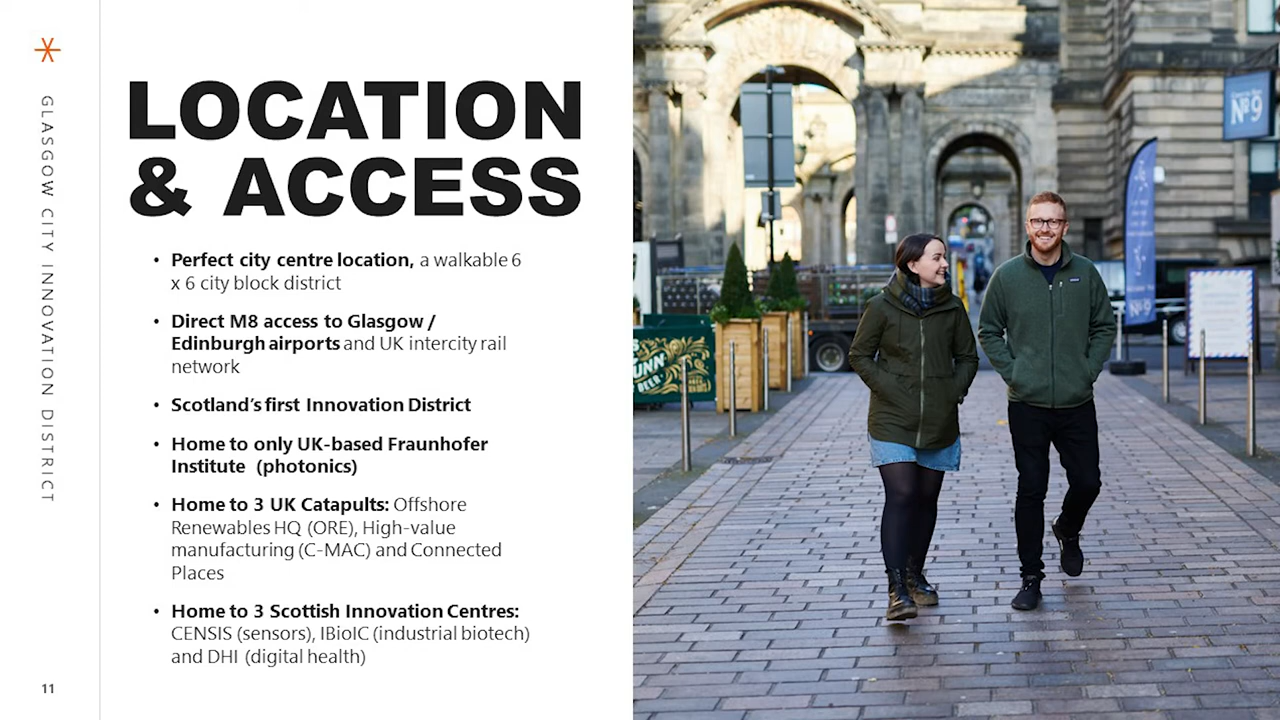 GLASGOW CITY INNOVATION DISTRICT
LOCATION
& ACCESS
• Perfect city centre location, a walkable 6
x 6 city block district
• Direct M8 access to Glasgow /
Edinburgh airports and UK intercity rail
network
• Scotland's first Innovation District
• Home to only UK-based Fraunhofer
Institute (photonics)
• Home to 3 UK Catapults: Offshore
Renewables HQ (ORE), High-value
manufacturing (C-MAC) and Connected
Places
• Home to 3 Scottish Innovation Centres:
CENSIS (sensors), IBioIC (industrial biotech)
and DHI (digital health)
11
Nº9
Nº9
BEER